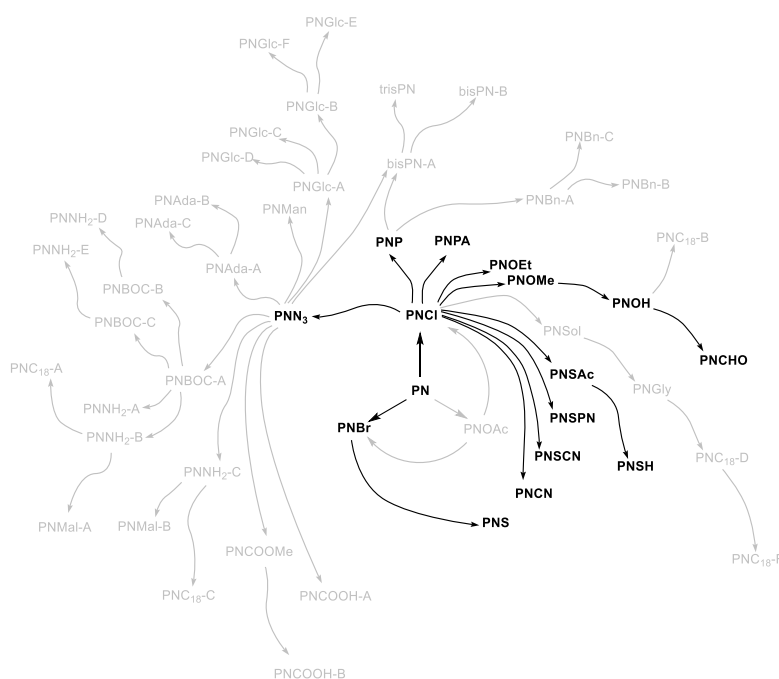 PNGlc-E
PNGlc-F
trisPN
bisPN-B
PNGlc-B
PNGlc-C
PNBn-C
PNGlc-D
bisPN-A
PNGlc-A
PNBn-B
PNAda-B
PNBn-A
PNMan
PNNH₂-D
PNAda-C
PNP
PNPA
PNC₁₈-B
PNNH₂-E
PNAda-A
PNOEt
PNOMe
PNBOC-B
PNOH
PNN₃
PNCl
PNBOC-C
PNSol
PNCHO
PNC₁₈-A
PNSAc
PNBOC-A
PN
PNGly
PNNH₂-A
PNSPN
PNBr
PNOAc
PNNH₂-B
PNSCN
PNC₁₈-D
PNSH
PNNH₂-C
PNCN
PNMal-A
PNMal-B
PNS
PNCOOMe
PNC₁₈-C
PNCOOH-A
PNCOOH-B